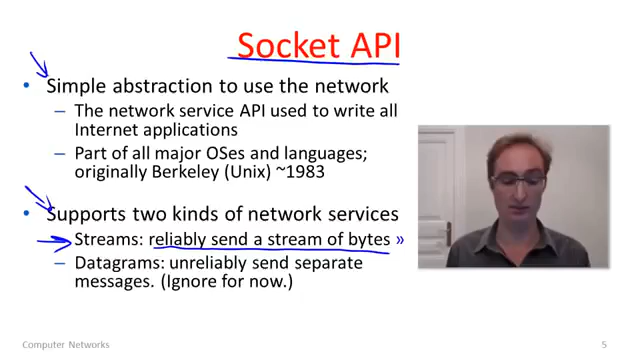 Socket API
• Simple abstraction to use the network
– The network service API used to write all
Internet applications
– Part of all major OSes and languages;
originally Berkeley (Unix) ~1983
• Supports two kinds of network services
– Streams: reliably send a stream of bytes »
– Datagrams: unreliably send separate
messages. (Ignore for now.)
Computer Networks
5